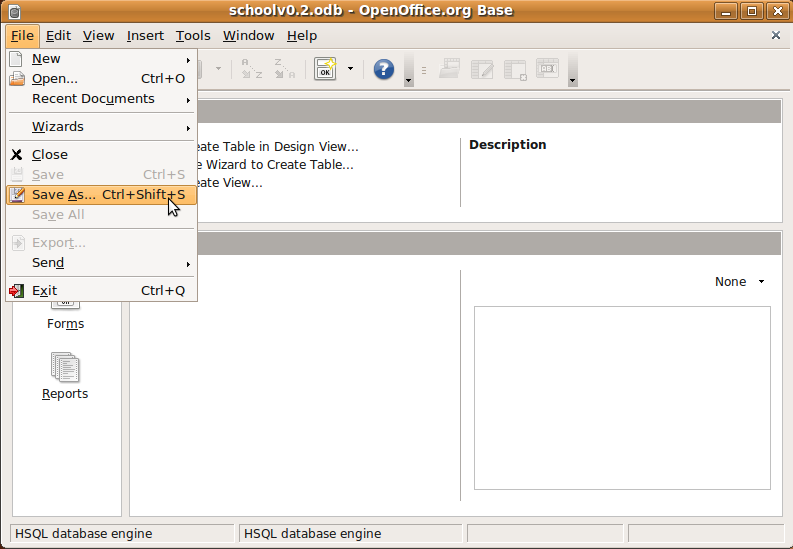 schoolv0.2.odb - OpenOffice.org Base
File Edit View Insert Tools Window Help
New
Open... Ctrl+O
Recent Documents
Wizards
Close
Save Ctrl+S
Save As... Ctrl+Shift+S
Save All
Export...
Send
Exit Ctrl+Q
eate Table in Design View...
e Wizard to Create Table...
eate View...
Description
None
Forms
Reports
HSQL database engine HSQL database engine